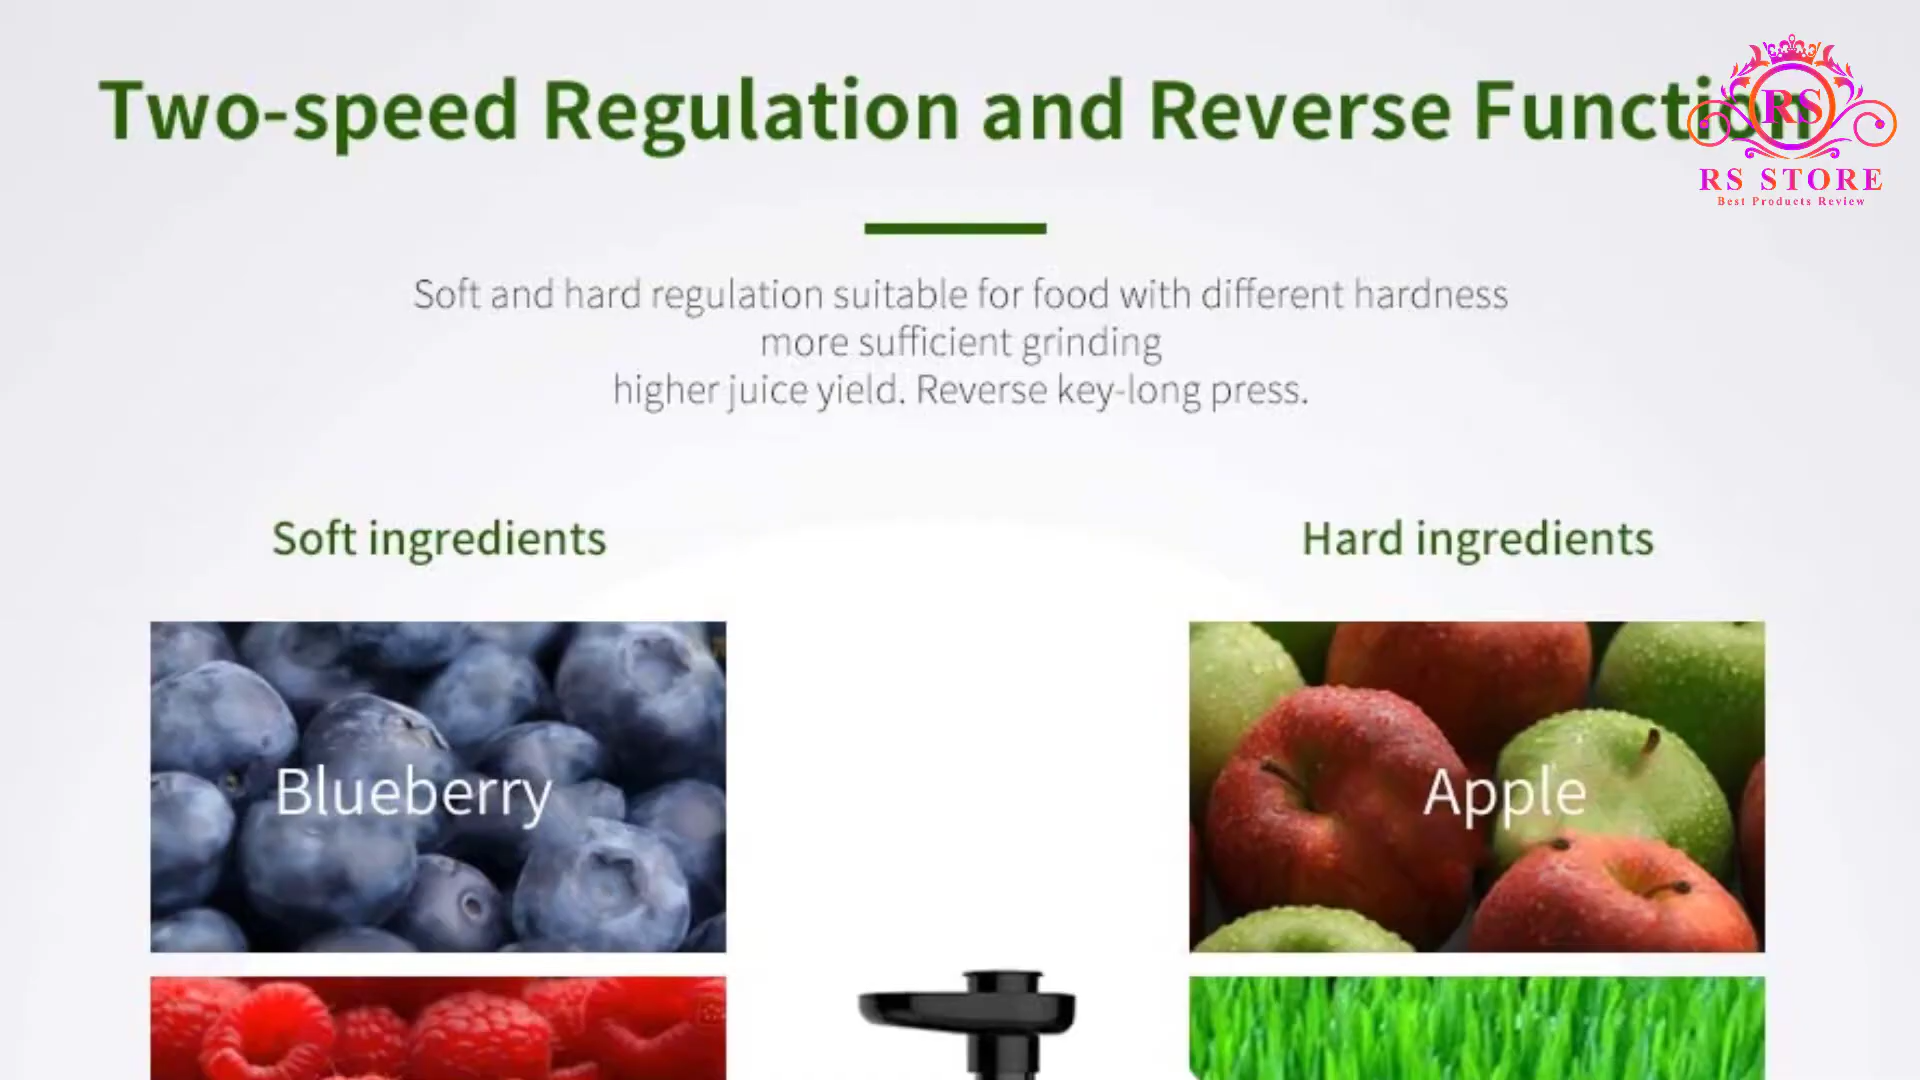 Two-speed Regulation and Reverse Function
RS
RS STORE
Best Products Review
Soft and hard regulation suitable for food with different hardness
more sufficient grinding
higher juice yield. Reverse key-long press.
Soft ingredients
Hard ingredients
Blueberry
Apple